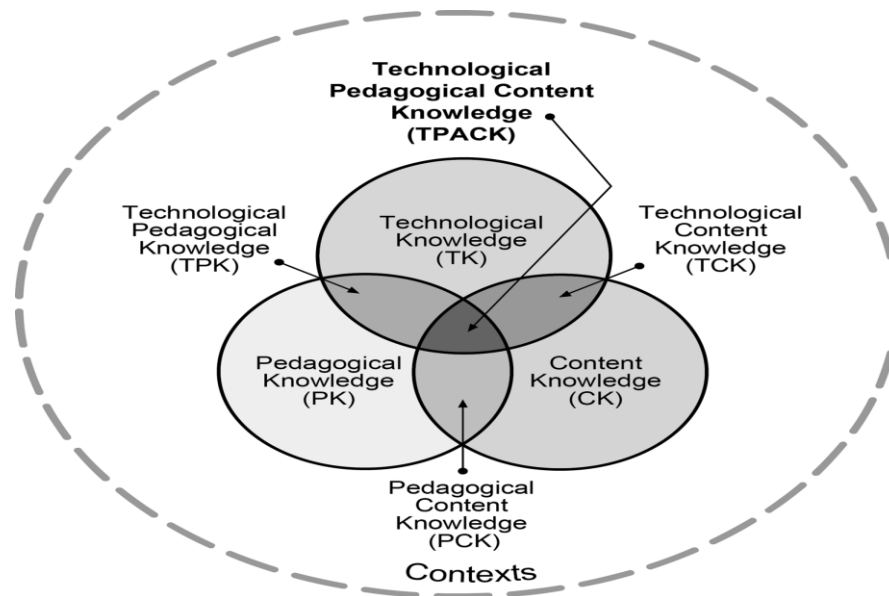 Technological
Pedagogical Content
Knowledge
(TPACK)
Technological
Pedagogical
Knowledge
(TPK)
Technological
Knowledge
(TK)
Technological
Content
Knowledge
(TCK)
Pedagogical
Knowledge
(PK)
Content
Knowledge
(CK)
Pedagogical
Content
Knowledge
(PCK)
Contexts